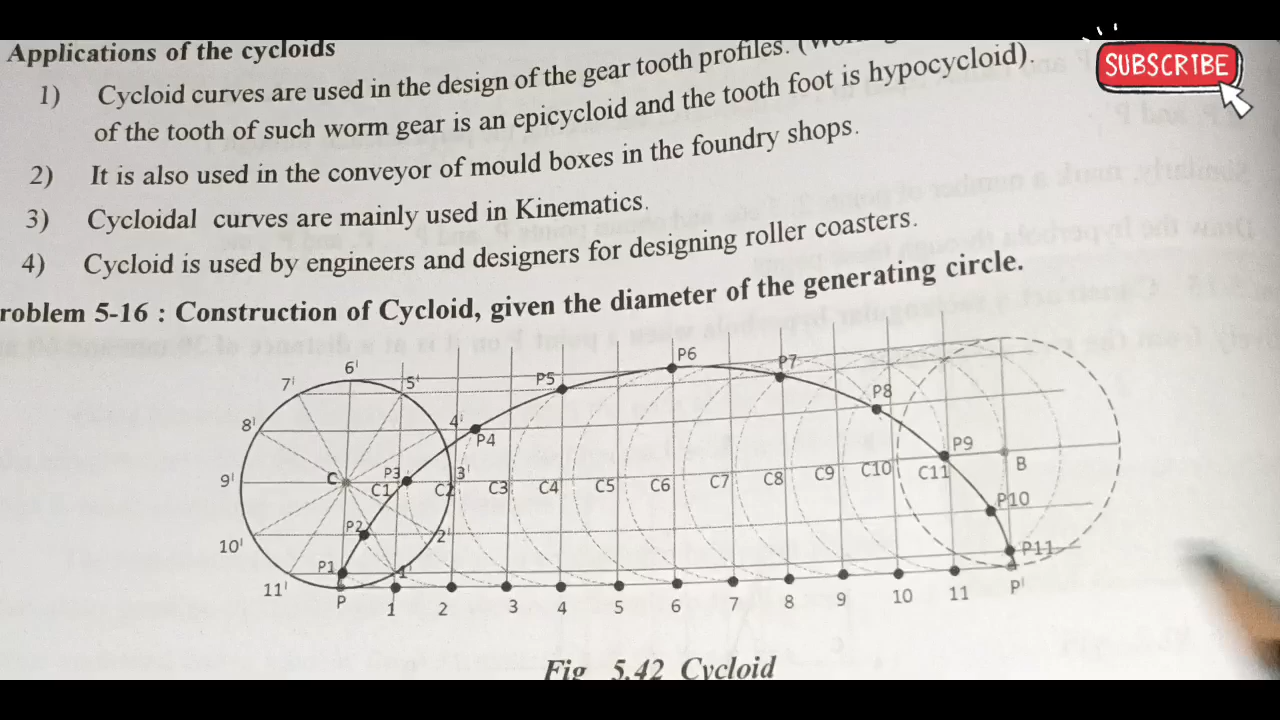 Applications of the cycloids
1) Cycloid curves are used in the design of the gear tooth profiles.
of the tooth of such worm gear is an epicycloid and the tooth foot is hypocycloid).
2) It is also used in the conveyor of mould boxes in the foundry shops.
3) Cycloidal curves are mainly used in Kinematics.
4) Cycloid is used by engineers and designers for designing roller coasters.
roblem 5-16 : Construction of Cycloid, given the diameter of the generating circle.
SUBSCRIBE
6' P6
7' 5' P5 P7
8' 4' P4 P8
9' C P3 3' P9 B
C1 C2 C3 C4 C5 C6 C7 C8 C9 C10 C11
10' P2 2' P10
11' P1 1' P11
P 1 2 3 4 5 6 7 8 9 10 11 P'
Fig 5.42 Cycloid